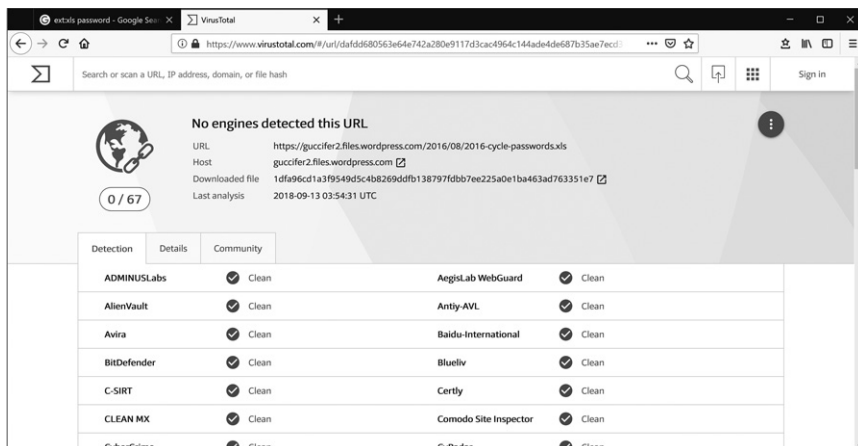 ext:xls password - Google Sear
VirusTotal
https://www.virustotal.com/#/url/dafdd680563e64e742a280e9117d3cac4964c144ade4de687b35ae7ecd3
Search or scan a URL, IP address, domain, or file hash
Sign in
No engines detected this URL
URL https://guccifer2.files.wordpress.com/2016/08/2016-cycle-passwords.xls
Host guccifer2.files.wordpress.com
Downloaded file 1dfa96cd1a3f9549d5c4b8269ddfb138797fdbb7ee225a0e1ba463ad763351e7
Last analysis 2018-09-13 03:54:31 UTC
0 / 67
Detection Details Community
ADMINUSLabs Clean AegisLab WebGuard Clean
AlienVault Clean Antiy-AVL Clean
Avira Clean Baidu-International Clean
BitDefender Clean Blueliv Clean
C-SIRT Clean Certly Clean
CLEAN MX Clean Comodo Site Inspector Clean